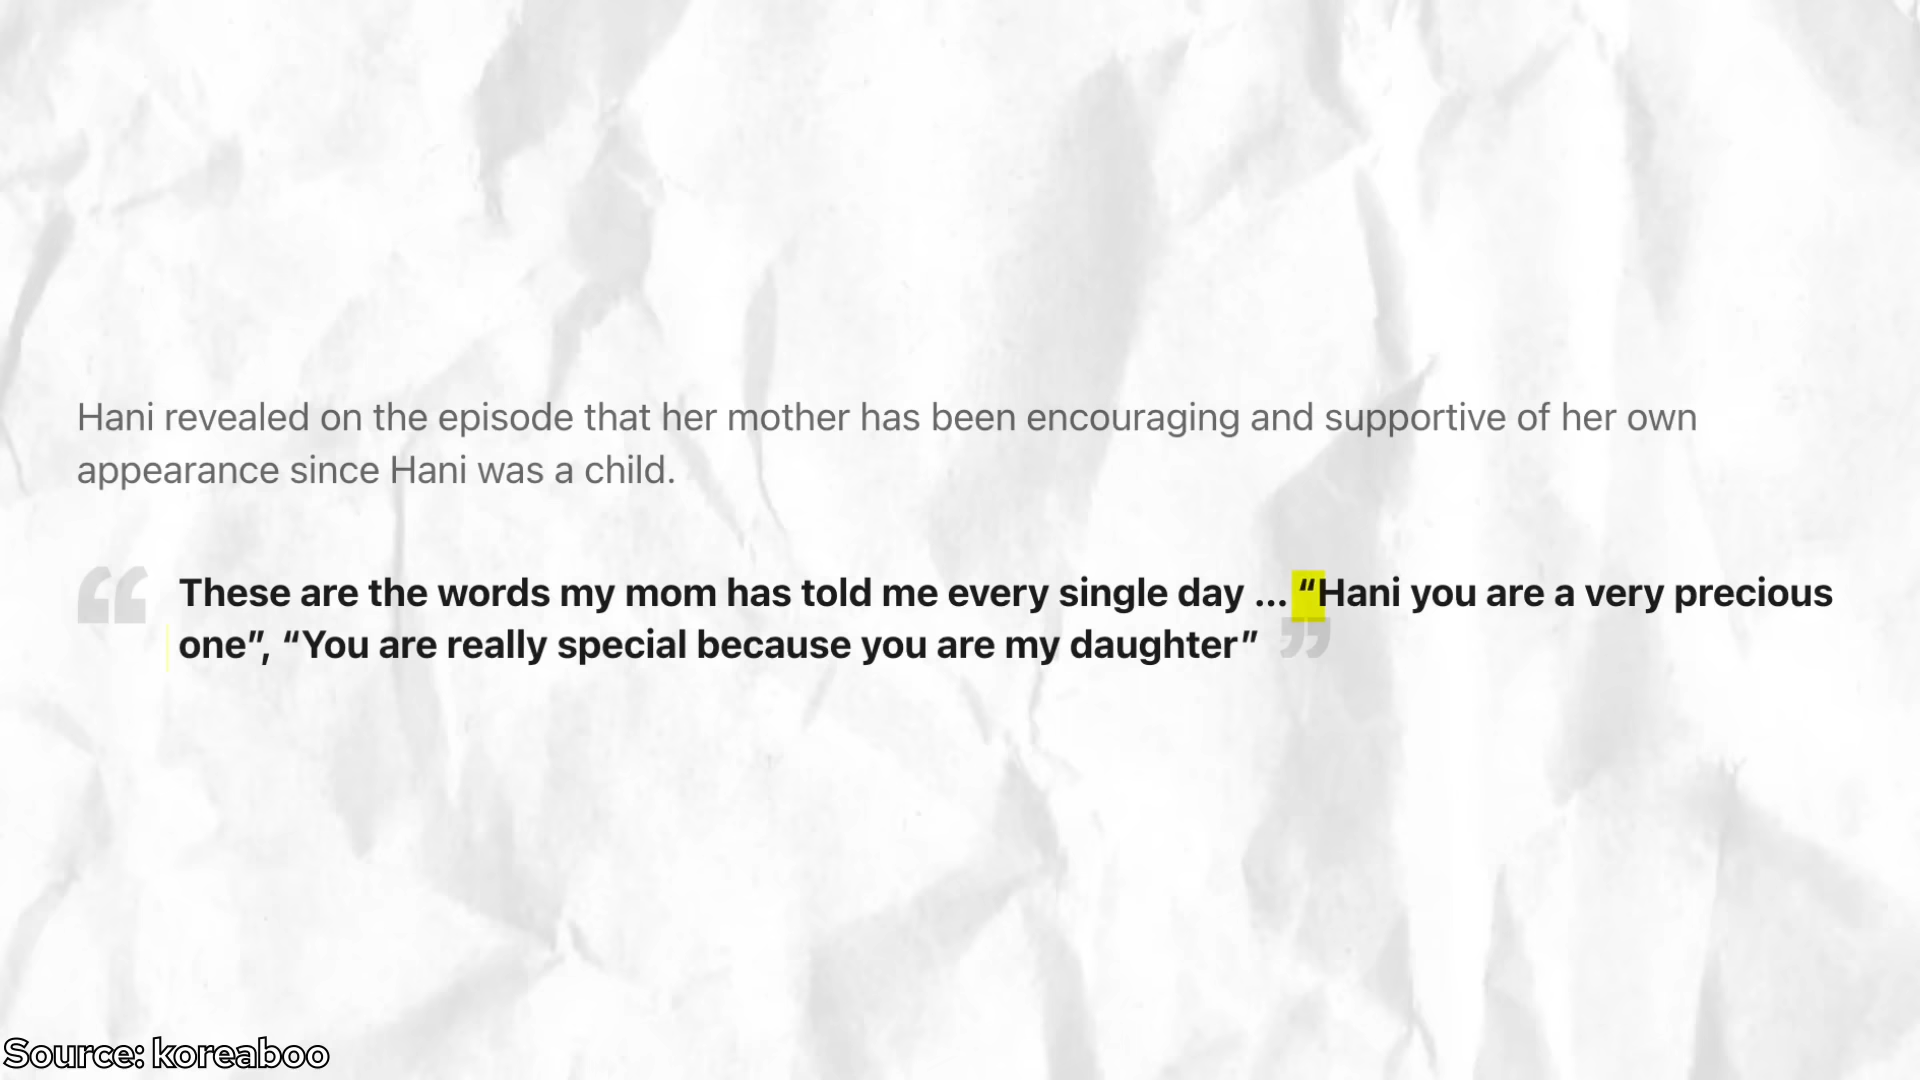 Hani revealed on the episode that her mother has been encouraging and supportive of her own
appearance since Hani was a child.
These are the words my mom has told me every single day ... “Hani you are a very precious
one”, “You are really special because you are my daughter”
Source: koreaboo